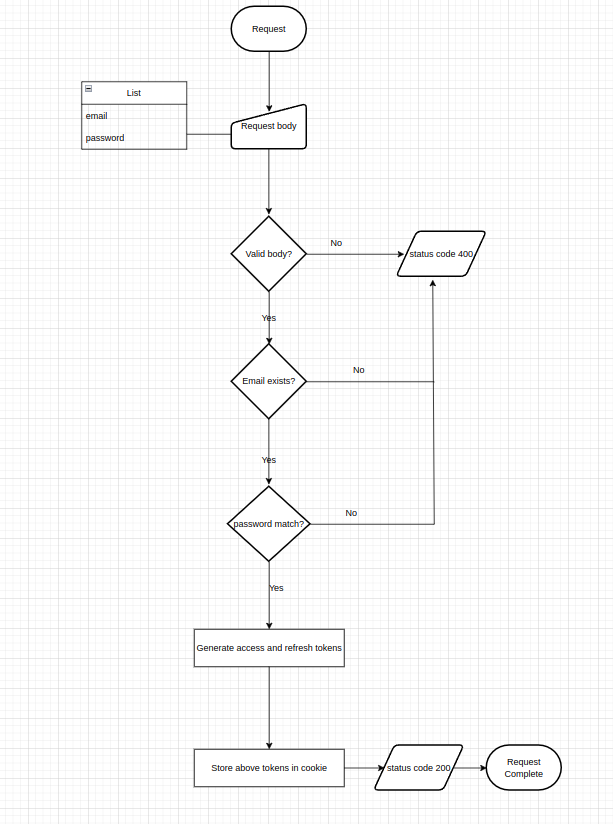 Request
List
email
password
Request body
Valid body?
No
status code 400
Yes
Email exists?
No
Yes
password match?
No
Yes
Generate access and refresh tokens
Store above tokens in cookie
status code 200
Request
Complete